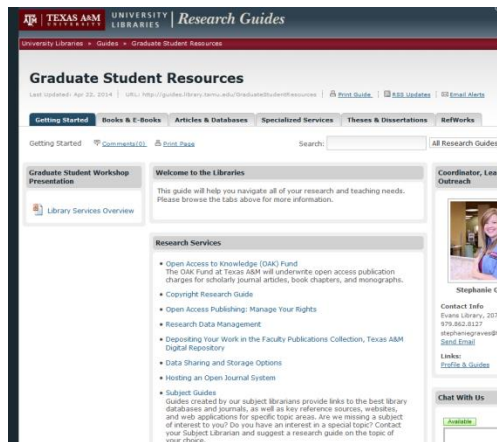 TEXAS A&M
UNIVERSITY
UNIVERSITY
LIBRARIES
Research Guides
University Libraries » Guides » Graduate Student Resources
Graduate Student Resources
Last Updated: Apr 22, 2014 URL: http://guides.library.tamu.edu/GraduateStudentResources Print Guide RSS Updates Email Alerts
Getting Started Books & E-Books Articles & Databases Specialized Services Theses & Dissertations RefWorks
Getting Started Comments(0) Print Page Search: All Research Guides
Graduate Student Workshop
Presentation
Library Services Overview
Welcome to the Libraries
This guide will help you navigate all of your research and teaching needs.
Please browse the tabs above for more information.
Research Services
• Open Access to Knowledge (OAK) Fund
The OAK Fund at Texas A&M will underwrite open access publication
charges for scholarly journal articles, book chapters, and monographs.
• Copyright Research Guide
• Open Access Publishing: Manage Your Rights
• Research Data Management
• Depositing Your Work in the Faculty Publications Collection, Texas A&M
Digital Repository
• Data Sharing and Storage Options
• Hosting an Open Journal System
• Subject Guides
Guides created by our subject librarians provide links to the best library
databases and journals, as well as key reference sources, websites,
and web applications for specific topic areas. Are we missing a subject
of interest to you? Do you have an interest in a special topic? Contact
your Subject Librarian and suggest a research guide on the topic of
your choice.
Coordinator, Lea
Outreach
Stephanie G
Contact Info
Evans Library, 207
979.862.8127
stephaniegraves@
Send Email
Links:
Profile & Guides
Chat With Us
Available